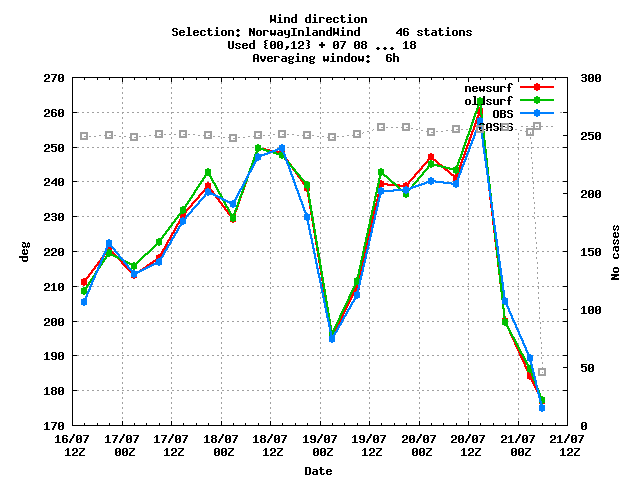 Wind direction
Selection: NorwayInlandWind     46 stations
Used {00,12} + 07 08 ... 18
Averaging window:  6h
270
260
250
240
230
220
210
200
190
180
170
deg
300
250
200
150
100
50
0
No cases
newsurf
oldsurf
OBS
CASES
16/07 17/07 17/07 18/07 18/07 19/07 19/07 20/07 20/07 21/07 21/07
12Z 00Z 12Z 00Z 12Z 00Z 12Z 00Z 12Z 00Z 12Z
Date